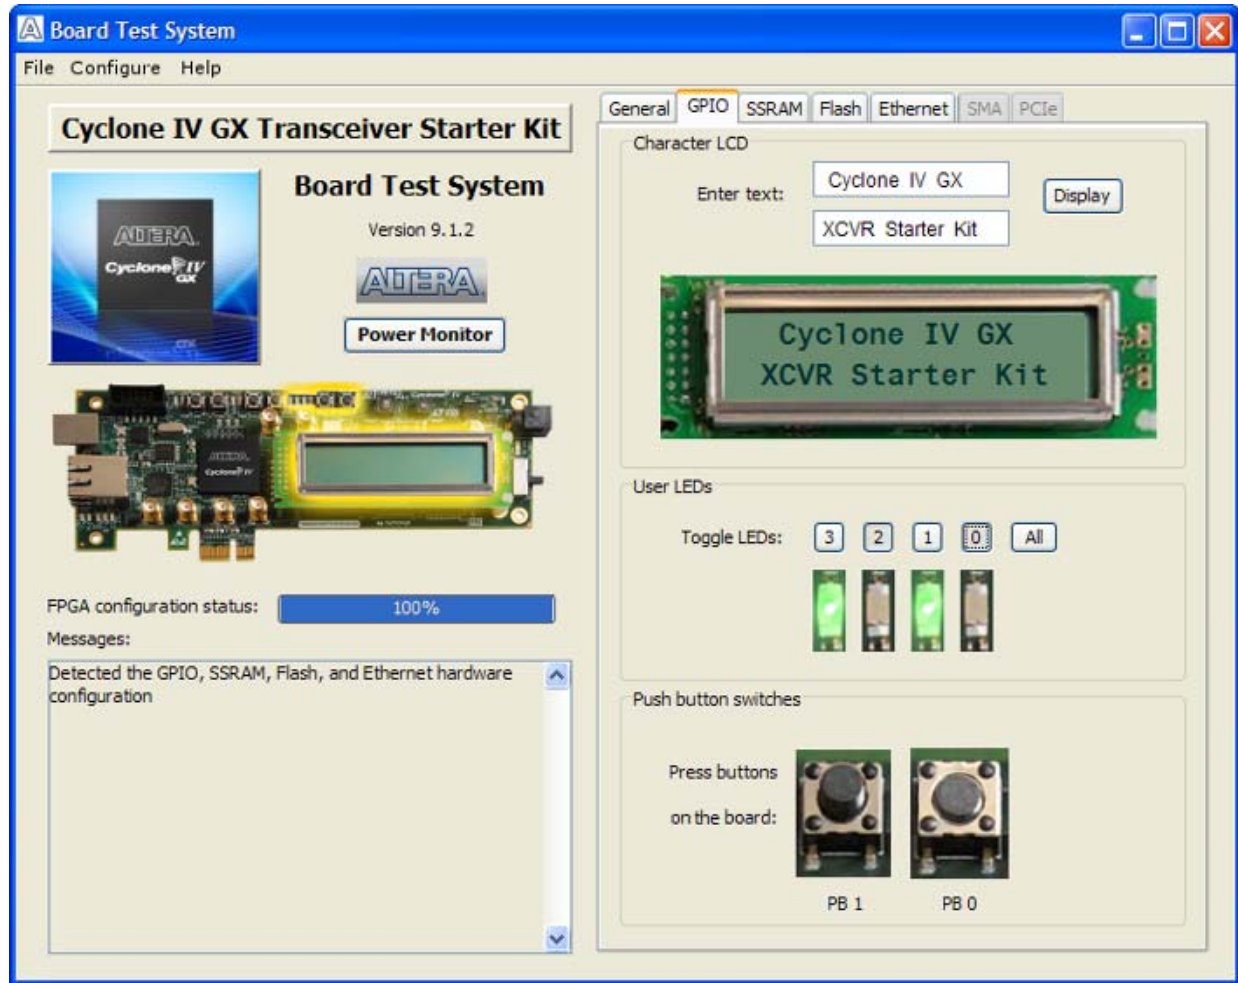 Board Test System
File Configure Help
Cyclone IV GX Transceiver Starter Kit
ALTERA
Cyclone IV
GX
Board Test System
Version 9.1.2
ALTERA
Power Monitor
ALTERA
Cyclone IV
FPGA configuration status: 100%
Messages:
Detected the GPIO, SSRAM, Flash, and Ethernet hardware
configuration
General GPIO SSRAM Flash Ethernet SMA PCIe
Character LCD
Enter text: Cyclone IV GX
XCVR Starter Kit
Display
Cyclone IV GX
XCVR Starter Kit
User LEDs
Toggle LEDs: 3 2 1 0 All
Push button switches
Press buttons
on the board:
PB 1 PB 0